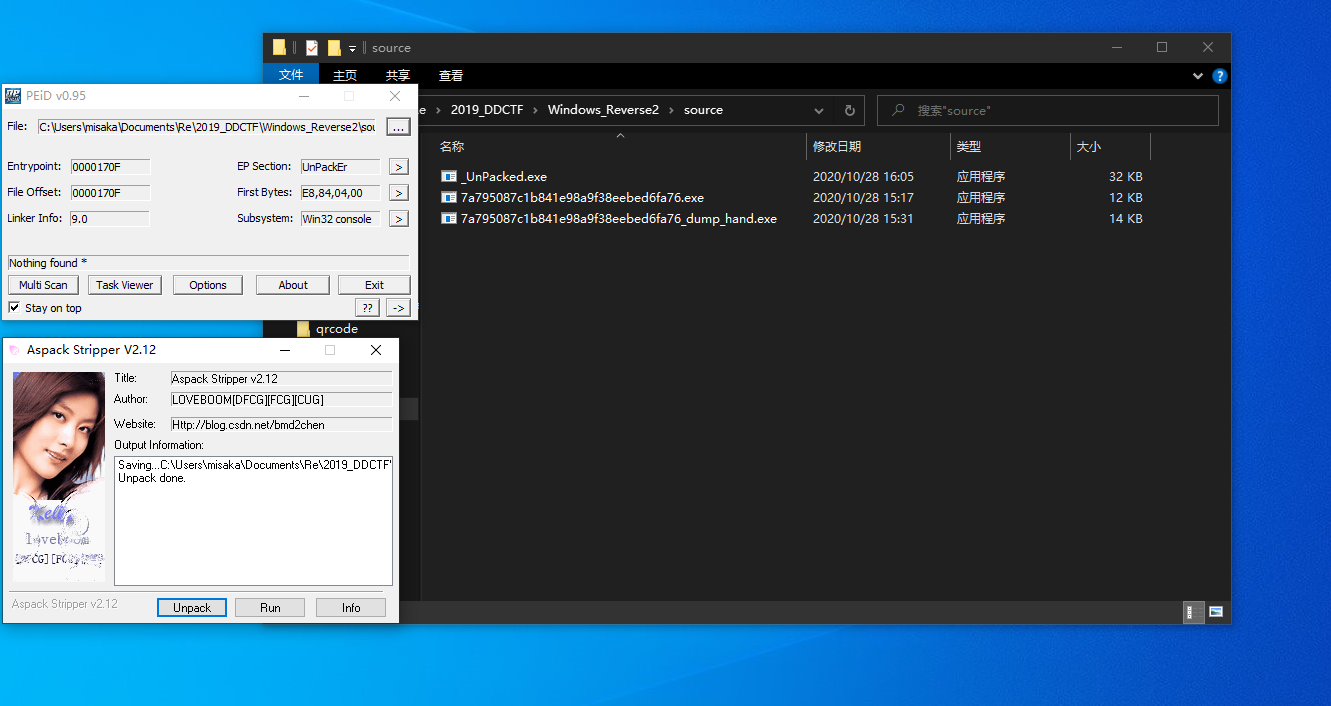 source
文件
主页
共享
查看
2019_DDCTF
Windows_Reverse2
source
搜索"source"
名称
修改日期
类型
大小
_UnPacked.exe
2020/10/28 16:05
应用程序
32 KB
7a795087c1b841e98a9f38eebed6fa76.exe
2020/10/28 15:17
应用程序
12 KB
7a795087c1b841e98a9f38eebed6fa76_dump_hand.exe
2020/10/28 15:31
应用程序
14 KB
qrcode
PEiD v0.95
File: C:\Users\misaka\Documents\Re\2019_DDCTF\Windows_Reverse2\sou ...
Entrypoint: 0000170F
EP Section: UnPackEr >
File Offset: 0000170F
First Bytes: E8,84,04,00 >
Linker Info: 9.0
Subsystem: Win32 console >
Nothing found *
Multi Scan
Task Viewer
Options
About
Exit
Stay on top
??
->
Aspack Stripper V2.12
Title: Aspack Stripper v2.12
Author: LOVEBOOM[DFCG][FCG][CUG]
Website: Http://blog.csdn.net/bmd2chen
Output Information:
Saving...C:\Users\misaka\Documents\Re\2019_DDCTF\
Unpack done.
loveboom
Aspack Stripper v2.12
Unpack
Run
Info